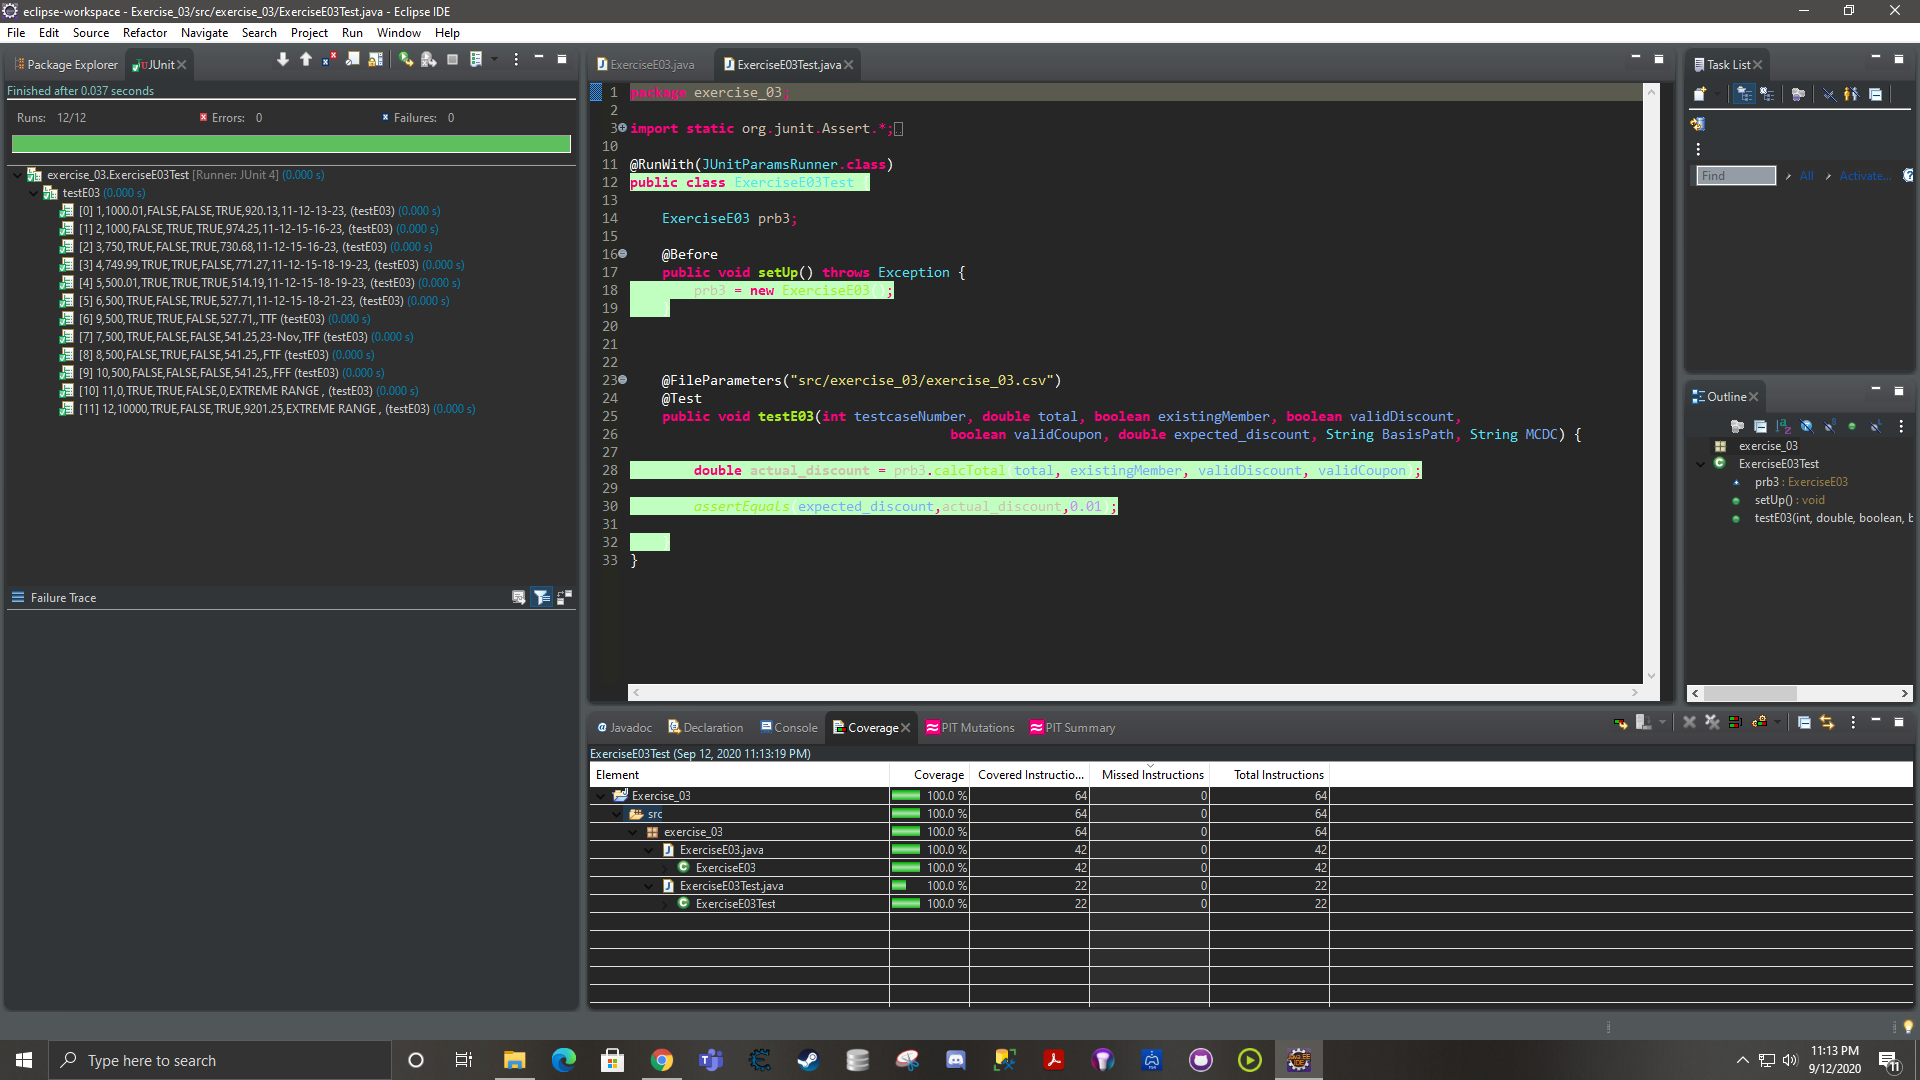 eclipse-workspace - Exercise_03/src/exercise_03/ExerciseE03Test.java - Eclipse IDE
File Edit Source Refactor Navigate Search Project Run Window Help
Package Explorer JUnit
Finished after 0.037 seconds
Runs: 12/12 Errors: 0 Failures: 0
exercise_03.ExerciseE03Test [Runner: JUnit 4] (0.000 s)
testE03 (0.000 s)
[0] 1,1000.01,FALSE,FALSE,TRUE,920.13,11-12-13-23, (testE03) (0.000 s)
[1] 2,1000,FALSE,TRUE,TRUE,974.25,11-12-15-16-23, (testE03) (0.000 s)
[2] 3,750,TRUE,FALSE,TRUE,730.68,11-12-15-16-23, (testE03) (0.000 s)
[3] 4,749.99,TRUE,TRUE,FALSE,771.27,11-12-15-18-19-23, (testE03) (0.000 s)
[4] 5,500.01,TRUE,TRUE,TRUE,514.19,11-12-15-18-19-23, (testE03) (0.000 s)
[5] 6,500,TRUE,FALSE,TRUE,527.71,11-12-15-18-21-23, (testE03) (0.000 s)
[6] 9,500,TRUE,TRUE,FALSE,527.71,,TTF (testE03) (0.000 s)
[7] 7,500,TRUE,FALSE,FALSE,541.25,23-Nov,TFF (testE03) (0.000 s)
[8] 8,500,FALSE,TRUE,FALSE,541.25,,FTF (testE03) (0.000 s)
[9] 10,500,FALSE,FALSE,FALSE,541.25,,FFF (testE03) (0.000 s)
[10] 11,0,TRUE,TRUE,FALSE,0,EXTREME RANGE , (testE03) (0.000 s)
[11] 12,10000,TRUE,FALSE,TRUE,9201.25,EXTREME RANGE , (testE03) (0.000 s)
Failure Trace
ExerciseE03.java ExerciseE03Test.java
1 package exercise_03;
2
3 import static org.junit.Assert.*;
10
11 @RunWith(JUnitParamsRunner.class)
12 public class ExerciseE03Test {
13
14 ExerciseE03 prb3;
15
16 @Before
17 public void setUp() throws Exception {
18 prb3 = new ExerciseE03();
19 }
20
21
22
23 @FileParameters("src/exercise_03/exercise_03.csv")
24 @Test
25 public void testE03(int testcaseNumber, double total, boolean existingMember, boolean validDiscount,
26 boolean validCoupon, double expected_discount, String BasisPath, String MCDC) {
27
28 double actual_discount = prb3.calcTotal(total, existingMember, validDiscount, validCoupon);
29
30 assertEquals(expected_discount,actual_discount,0.01);
31
32 }
33 }
Task List
Find All Activate...
Outline
exercise_03
ExerciseE03Test
prb3 : ExerciseE03
setUp() : void
testE03(int, double, boolean, b
Javadoc Declaration Console Coverage PIT Mutations PIT Summary
ExerciseE03Test (Sep 12, 2020 11:13:19 PM)
Element Coverage Covered Instructio... Missed Instructions Total Instructions
Exercise_03 100.0 % 64 0 64
src 100.0 % 64 0 64
exercise_03 100.0 % 64 0 64
ExerciseE03.java 100.0 % 42 0 42
ExerciseE03 100.0 % 42 0 42
ExerciseE03Test.java 100.0 % 22 0 22
ExerciseE03Test 100.0 % 22 0 22
Type here to search
11:13 PM
9/12/2020
11